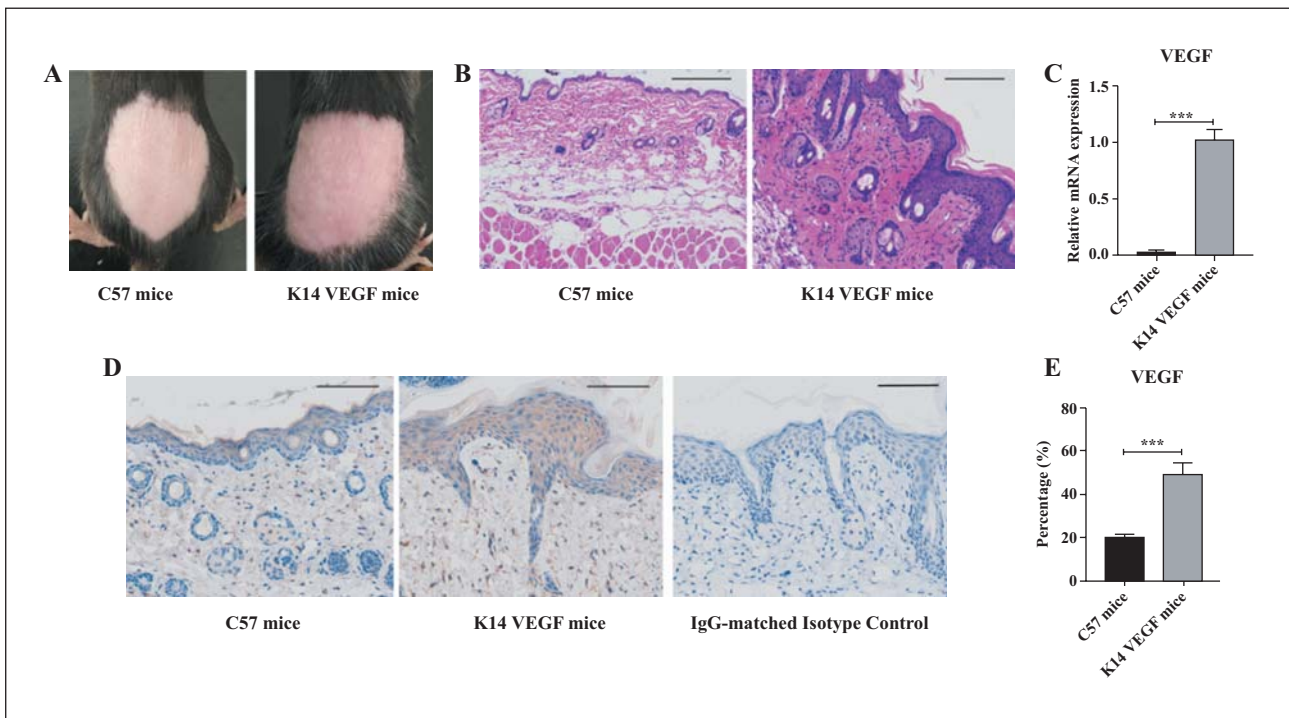 A
C57 mice
K14 VEGF mice
B
C57 mice
K14 VEGF mice
C
VEGF
Relative mRNA expression
1.5
1.0
0.5
0.0
***
C57 mice
K14 VEGF mice
D
C57 mice
K14 VEGF mice
IgG-matched Isotype Control
E
VEGF
Percentage (%)
80
60
40
20
0
***
C57 mice
K14 VEGF mice